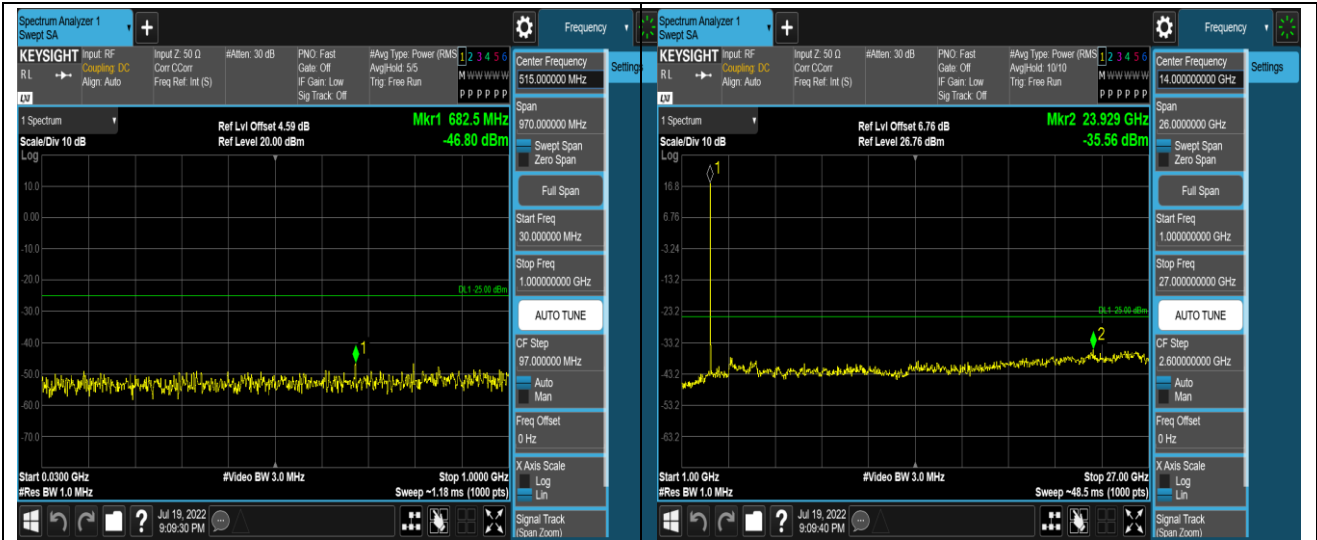 Spectrum Analyzer 1
Swept SA
Frequency
KEYSIGHT
Input: RF
Coupling: DC
Align: Auto
Input Z: 50 Ω
Corr CCorr
Freq Ref: Int (S)
#Atten: 30 dB
PNO: Fast
Gate: Off
IF Gain: Low
Sig Track: Off
#Avg Type: Power (RMS
Avg|Hold: 5/5
Trig: Free Run
1 2 3 4 5 6
M W W W W W
P P P P P P
RL
LXI
1 Spectrum
Scale/Div 10 dB
Ref Lvl Offset 4.59 dB
Ref Level 20.00 dBm
Mkr1 682.5 MHz
-46.80 dBm
Log
10.0
0.00
-10.0
-20.0
-30.0
-40.0
-50.0
-60.0
-70.0
DL1 -25.00 dBm
1
Start 0.0300 GHz
#Res BW 1.0 MHz
#Video BW 3.0 MHz
Stop 1.0000 GHz
Sweep ~1.18 ms (1000 pts)
Jul 19, 2022
9:09:30 PM
Center Frequency
515.000000 MHz
Settings
Span
970.000000 MHz
Swept Span
Zero Span
Full Span
Start Freq
30.000000 MHz
Stop Freq
1.000000000 GHz
AUTO TUNE
CF Step
97.000000 MHz
Auto
Man
Freq Offset
0 Hz
X Axis Scale
Log
Lin
Signal Track
(Span Zoom)
Spectrum Analyzer 1
Swept SA
Frequency
KEYSIGHT
Input: RF
Coupling: DC
Align: Auto
Input Z: 50 Ω
Corr CCorr
Freq Ref: Int (S)
#Atten: 30 dB
PNO: Fast
Gate: Off
IF Gain: Low
Sig Track: Off
#Avg Type: Power (RMS
Avg|Hold: 10/10
Trig: Free Run
1 2 3 4 5 6
M W W W W W
P P P P P P
RL
LXI
1 Spectrum
Scale/Div 10 dB
Ref Lvl Offset 6.76 dB
Ref Level 26.76 dBm
Mkr2 23.929 GHz
-35.56 dBm
Log
16.8
6.76
-3.24
-13.2
-23.2
-33.2
-43.2
-53.2
-63.2
1
DL1 -25.00 dBm
2
Start 1.00 GHz
#Res BW 1.0 MHz
#Video BW 3.0 MHz
Stop 27.00 GHz
Sweep ~48.5 ms (1000 pts)
Jul 19, 2022
9:09:40 PM
Center Frequency
14.000000000 GHz
Settings
Span
26.0000000 GHz
Swept Span
Zero Span
Full Span
Start Freq
1.000000000 GHz
Stop Freq
27.000000000 GHz
AUTO TUNE
CF Step
2.600000000 GHz
Auto
Man
Freq Offset
0 Hz
X Axis Scale
Log
Lin
Signal Track
(Span Zoom)